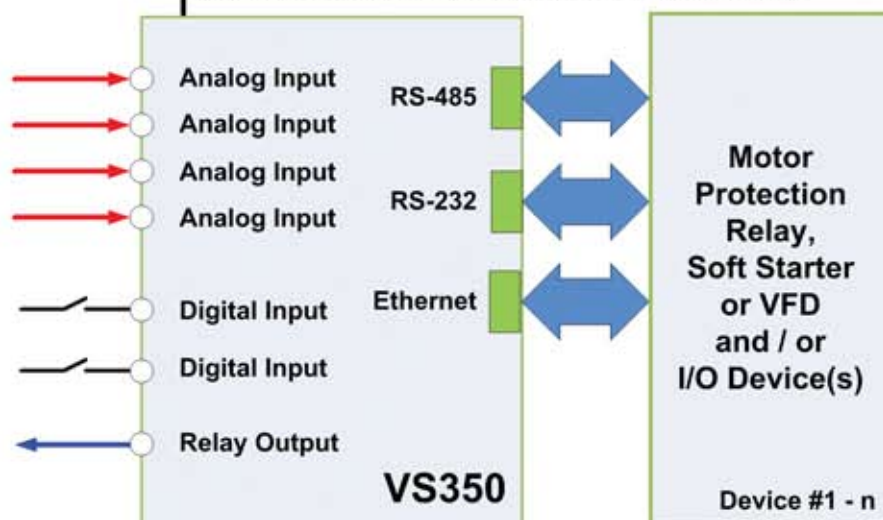 Analog Input
Analog Input
Analog Input
Analog Input
Digital Input
Digital Input
Relay Output
RS-485
RS-232
Ethernet
VS350
Motor
Protection
Relay,
Soft Starter
or VFD
and / or
I/O Device(s)
Device #1 - n